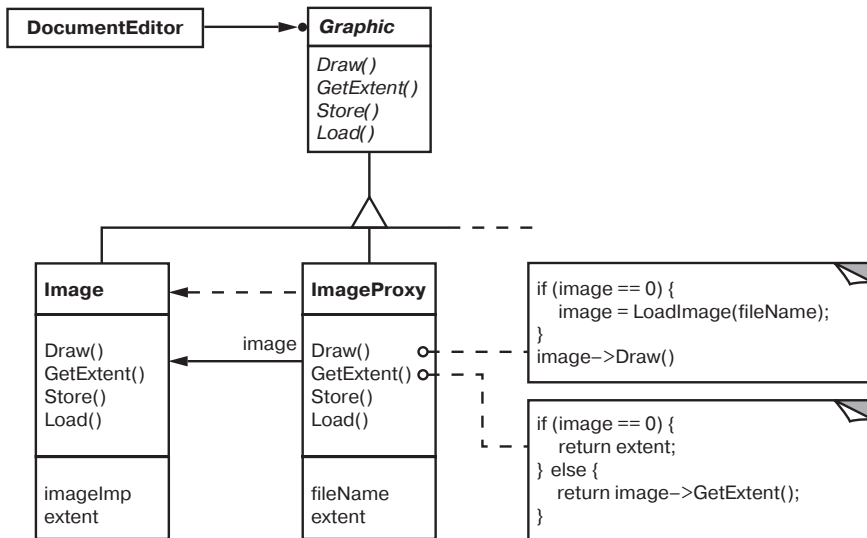 DocumentEditor
Graphic
Draw()
GetExtent()
Store()
Load()
Image
Draw()
GetExtent()
Store()
Load()
imageImp
extent
image
ImageProxy
Draw()
GetExtent()
Store()
Load()
fileName
extent
if (image == 0) {
image = LoadImage(fileName);
}
image–>Draw()
if (image == 0) {
return extent;
} else {
return image–>GetExtent();
}